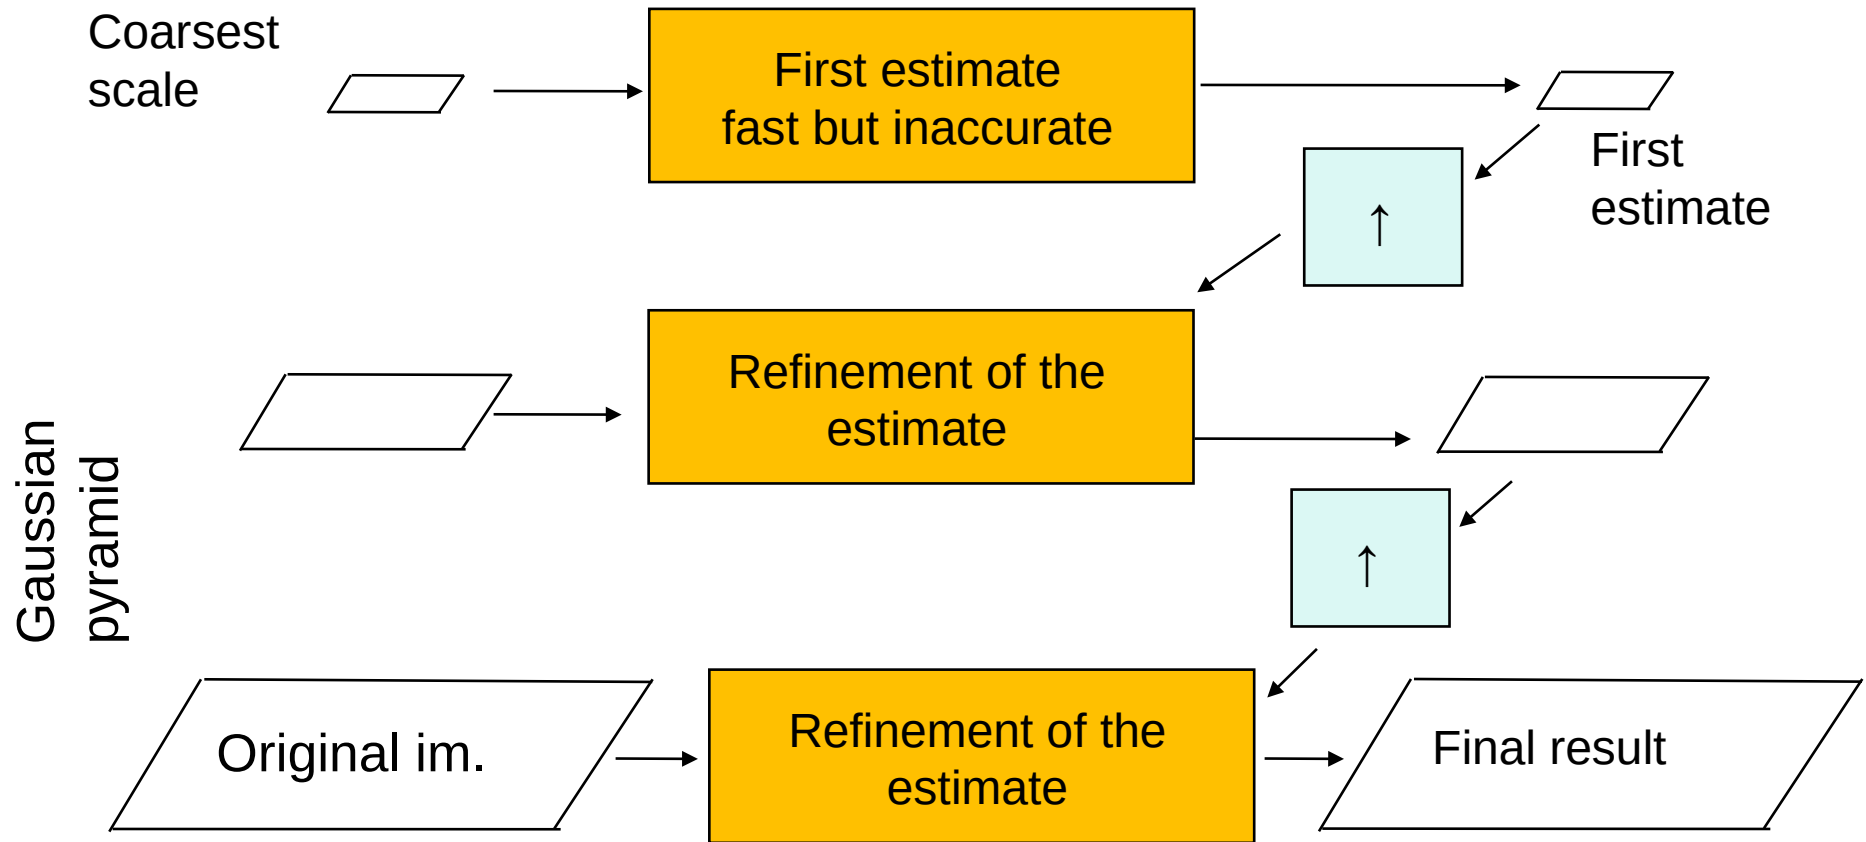 Coarsest
scale
First estimate
fast but inaccurate
First
estimate
↑
Refinement of the
estimate
Gaussian
pyramid
↑
Original im.
Refinement of the
estimate
Final result